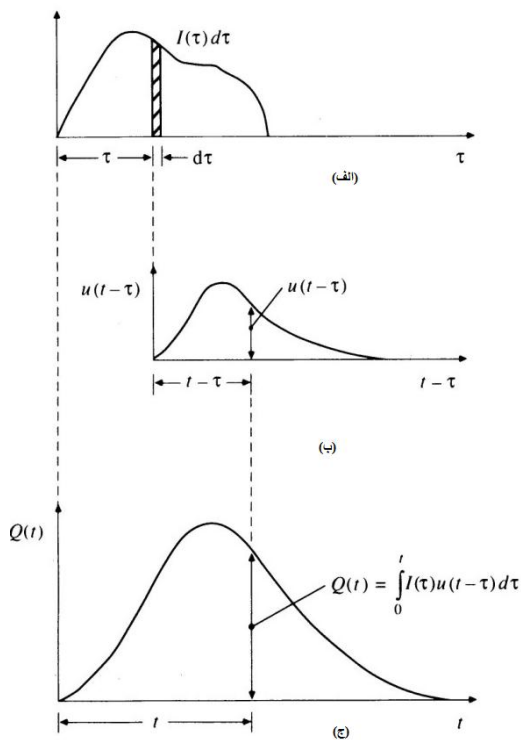 I(τ) dτ
τ
dτ
τ
(الف)
u(t−τ)
u(t−τ)
t−τ
t−τ
(ب)
Q(t)
Q(t) = ∫₀ᵗ I(τ) u(t−τ) dτ
t
t
(ج)